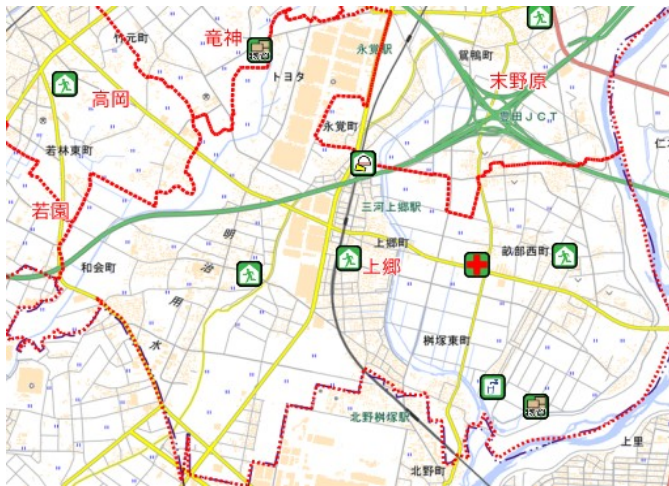 竜神
竹元町
永覚駅
鴛鴨町
トヨタ
末野原
高岡
豊田JCT
永覚町
若林東町
若園
三河上郷駅
明治用水
上郷町
畝部西町
和会町
上郷
桝塚東町
北野桝塚駅
上里
北野町